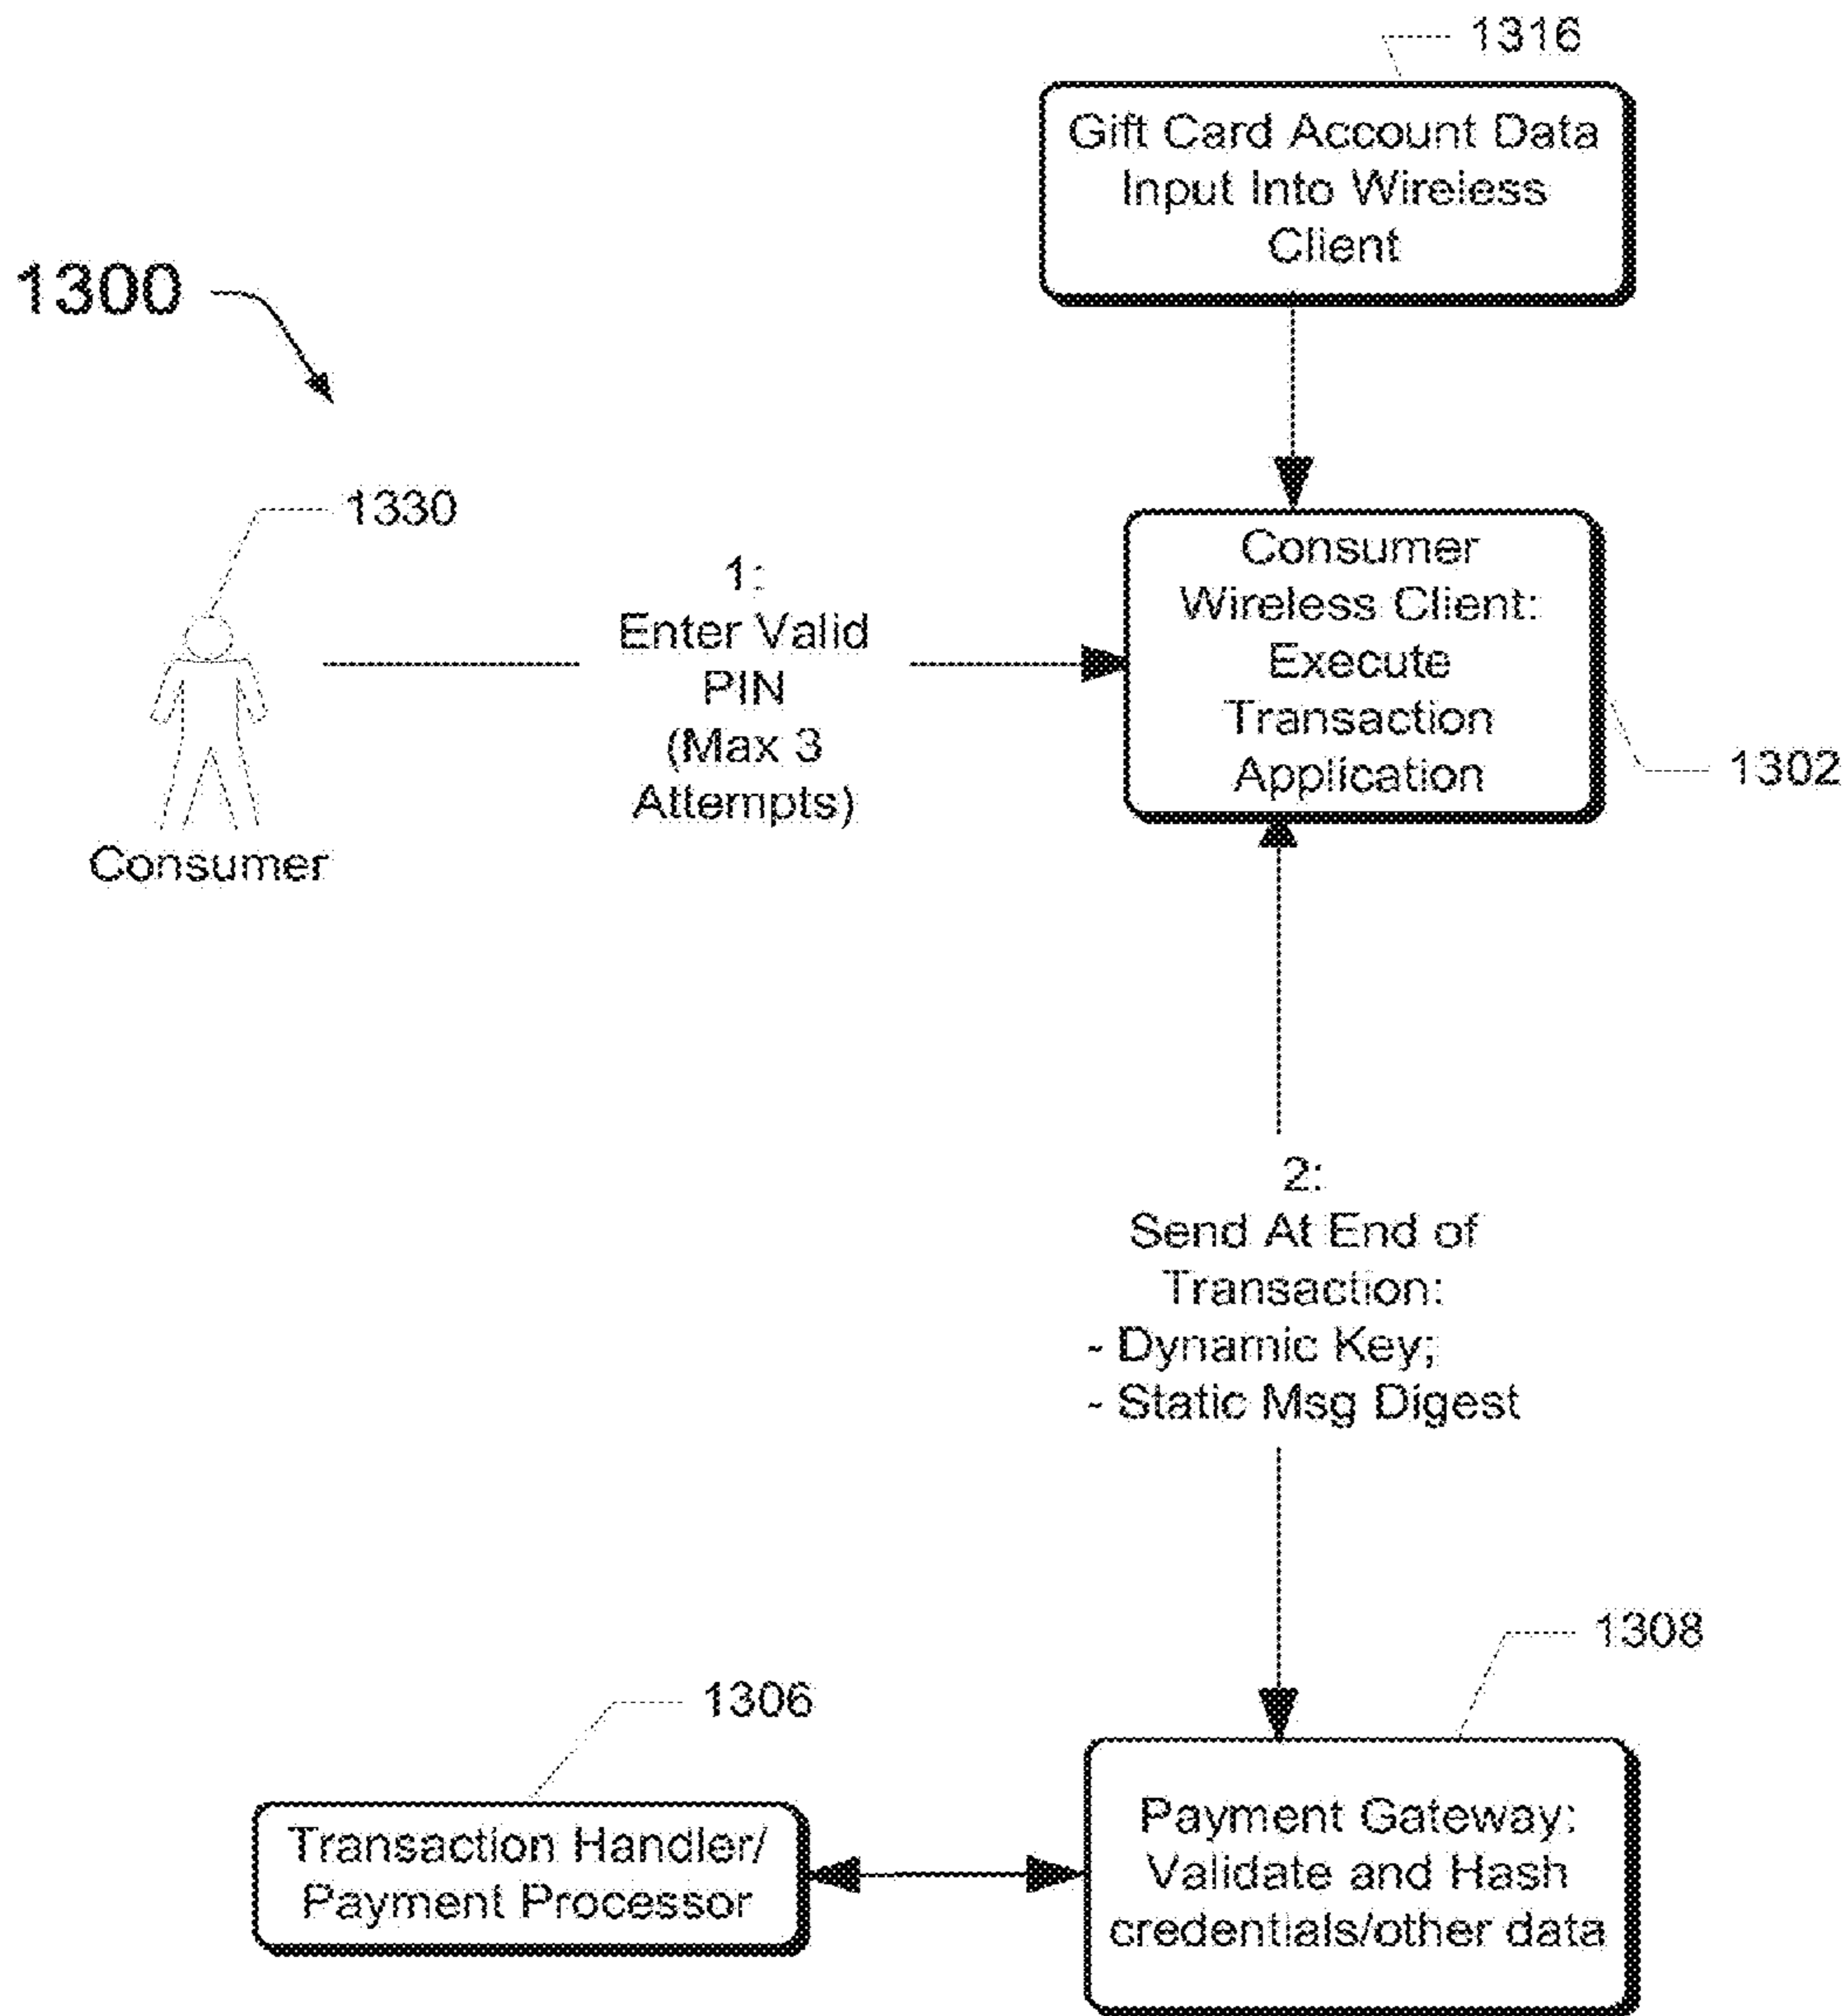 1316
Gift Card Account Data
Input Into Wireless
Client
1300
1330
1:
Enter Valid
PIN
(Max 3
Attempts)
Consumer
Wireless Client:
Execute
Transaction
Application
1302
Consumer
2:
Send At End of
Transaction:
- Dynamic Key;
- Static Msg Digest
1308
1306
Transaction Handler/
Payment Processor
Payment Gateway:
Validate and Hash
credentials/other data